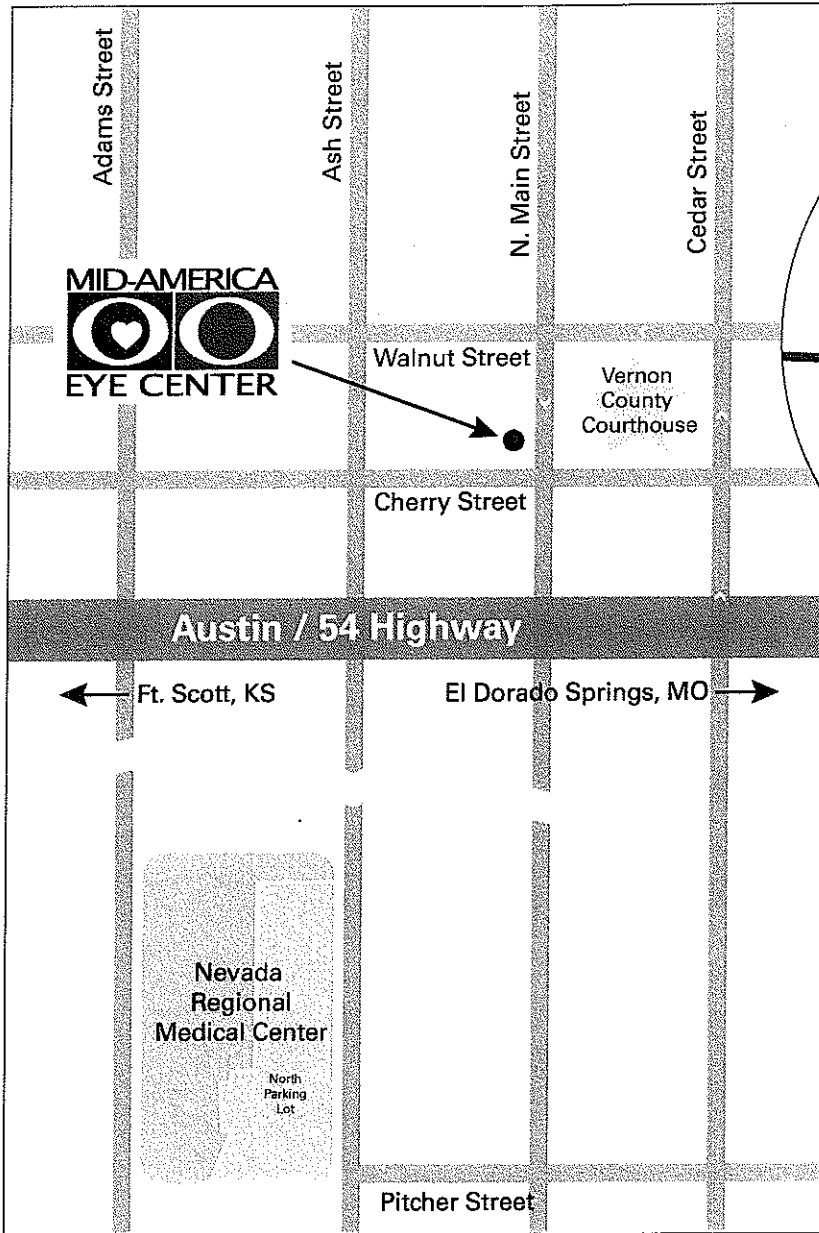 Adams Street
Ash Street
N. Main Street
Cedar Street
MID-AMERICA
EYE CENTER
Walnut Street
Vernon
County
Courthouse
Cherry Street
Austin / 54 Highway
Ft. Scott, KS
El Dorado Springs, MO
Nevada
Regional
Medical Center
North
Parking
Lot
Pitcher Street